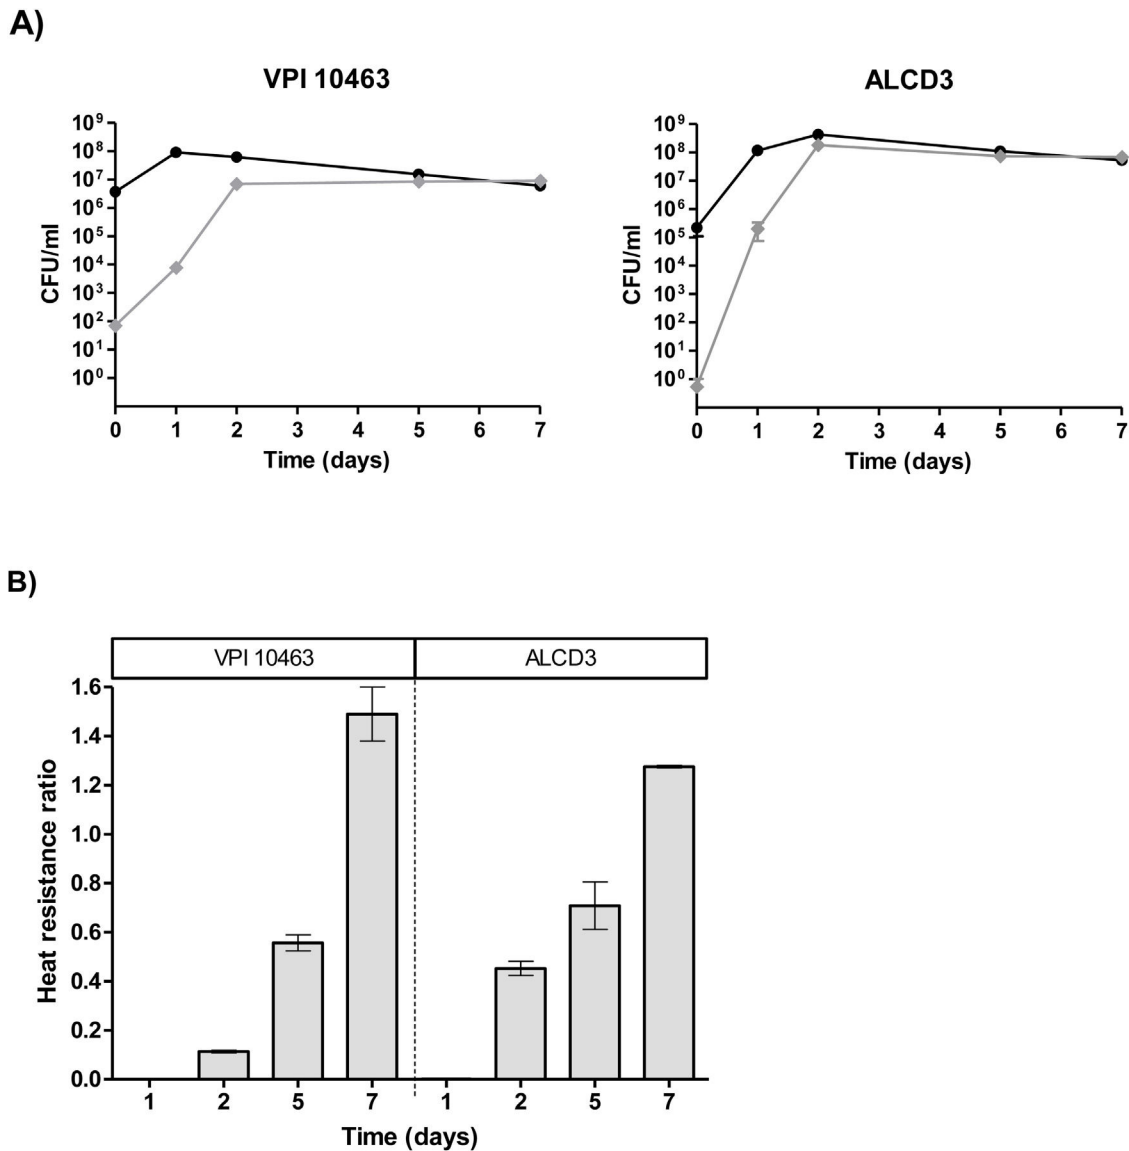 A)
VPI 10463
ALCD3
10⁹
10⁸
10⁷
10⁶
10⁵
10⁴
10³
10²
10¹
10⁰
CFU/ml
0 1 2 3 4 5 6 7
Time (days)
10⁹
10⁸
10⁷
10⁶
10⁵
10⁴
10³
10²
10¹
10⁰
CFU/ml
0 1 2 3 4 5 6 7
Time (days)
B)
VPI 10463 ALCD3
1.6
1.4
1.2
1.0
0.8
0.6
0.4
0.2
0.0
Heat resistance ratio
1 2 5 7 1 2 5 7
Time (days)